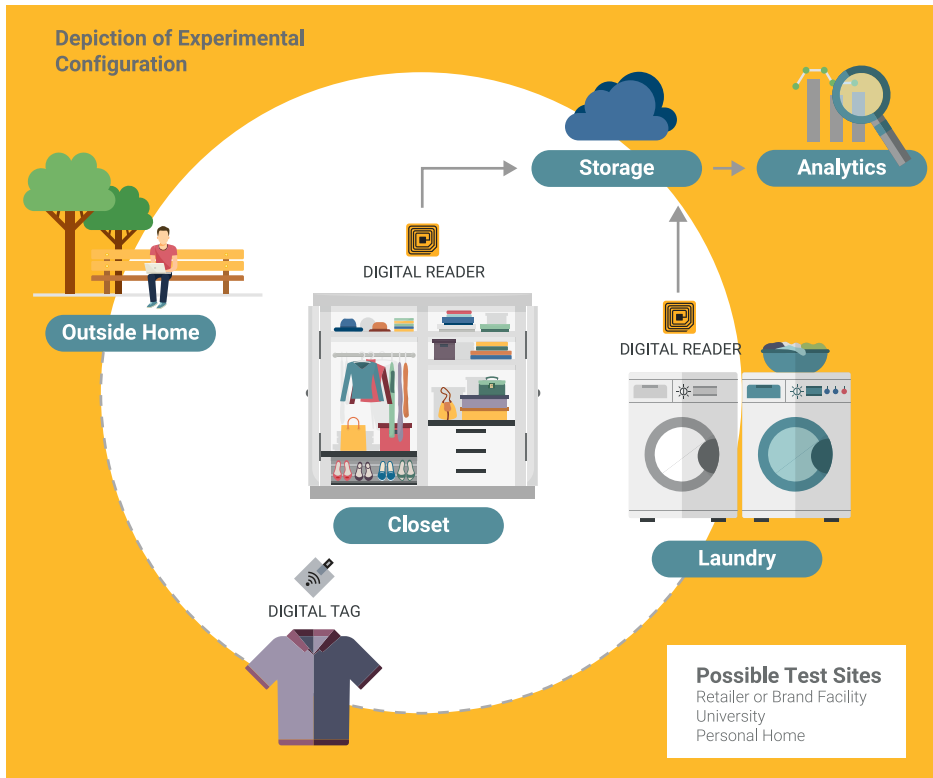 Depiction of Experimental
Configuration
Storage
Analytics
DIGITAL READER
Outside Home
DIGITAL READER
Closet
Laundry
DIGITAL TAG
Possible Test Sites
Retailer or Brand Facility
University
Personal Home